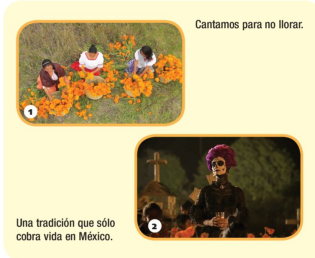 Cantamos para no llorar.
1
Una tradición que sólo
cobra vida en México.
2